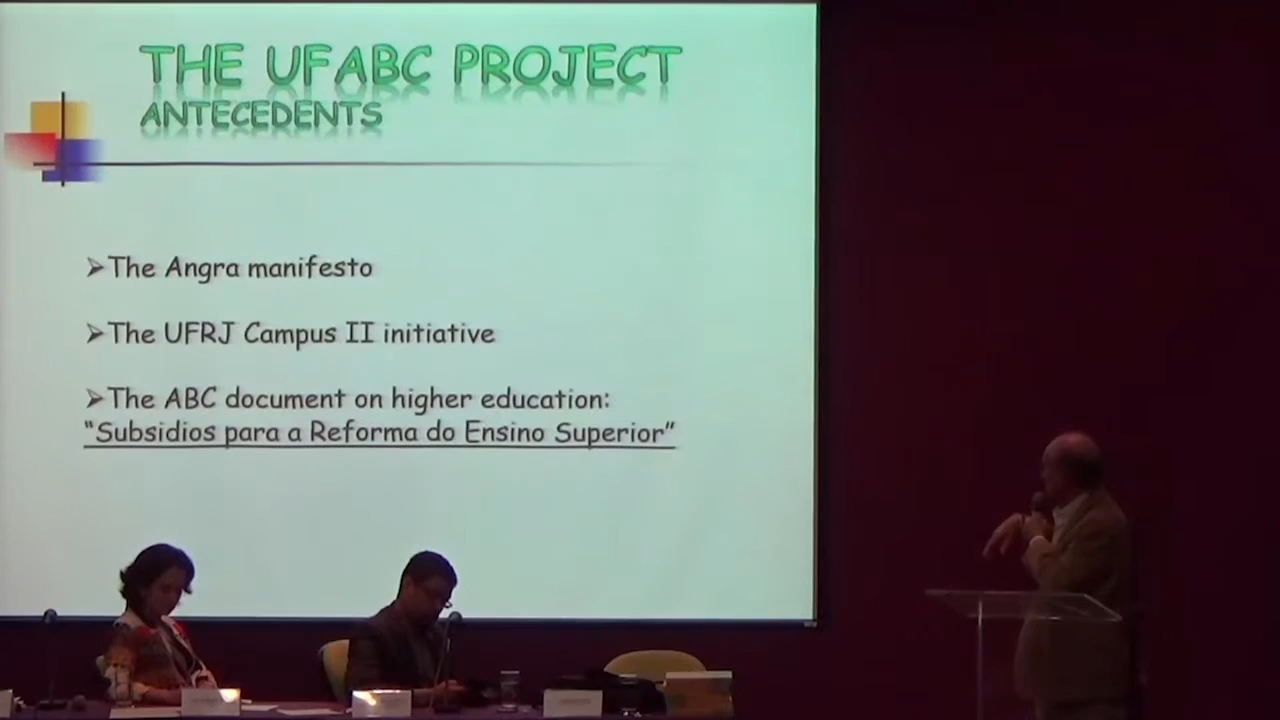 THE UFABC PROJECT
ANTECEDENTS
➢The Angra manifesto
➢The UFRJ Campus II initiative
➢The ABC document on higher education:
“Subsidios para a Reforma do Ensino Superior”